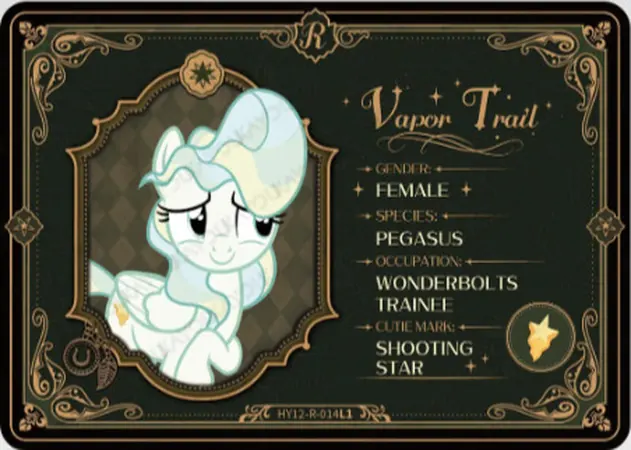 R
Vapor Trail
GENDER:
FEMALE
SPECIES:
PEGASUS
OCCUPATION:
WONDERBOLTS
TRAINEE
CUTIE MARK:
SHOOTING
STAR
HY12-R-014L1